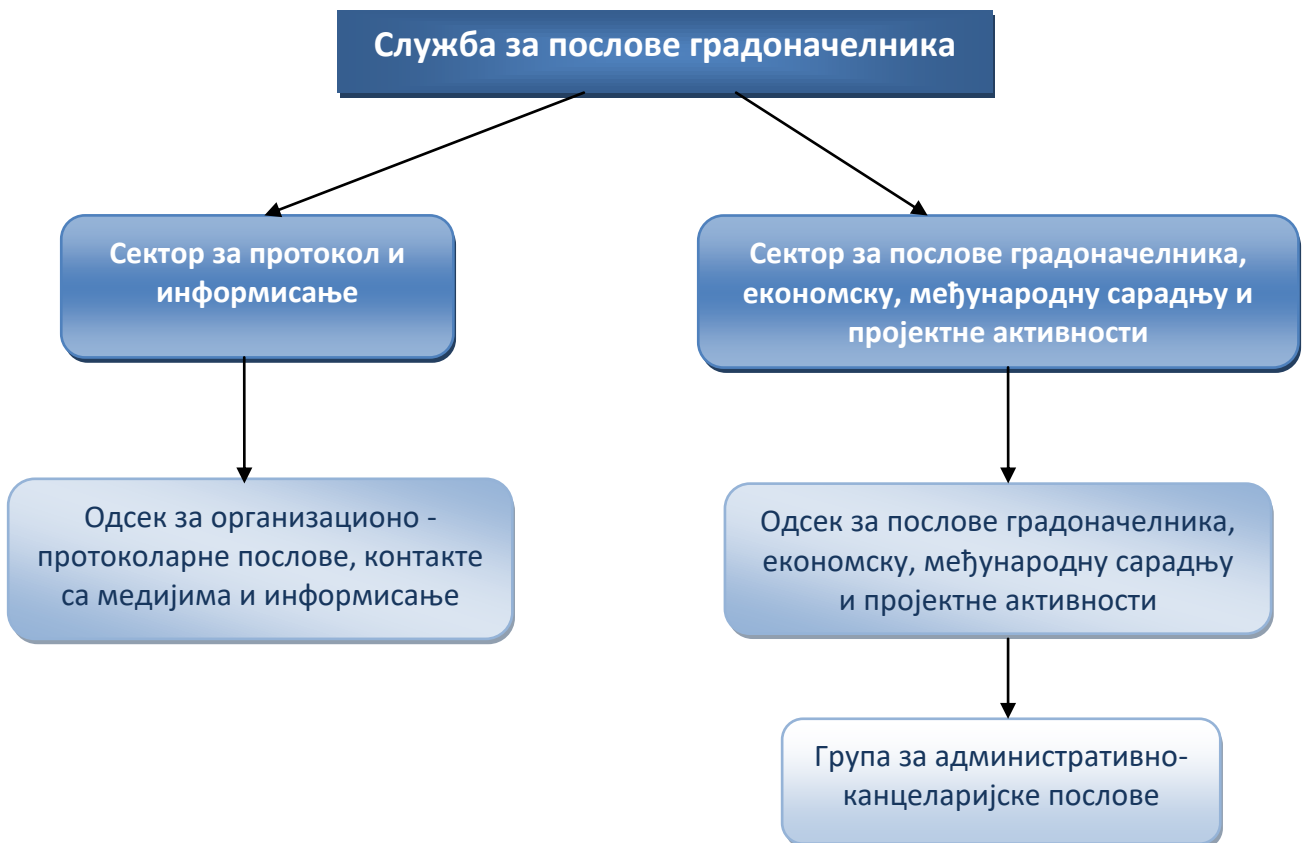 Служба за послове градоначелника
Сектор за протокол и
информисање
Сектор за послове градоначелника,
економску, међународну сарадњу и
пројектне активности
Одсек за организационо -
протоколарне послове, контакте
са медијима и информисање
Одсек за послове градоначелника,
економску, међународну сарадњу
и пројектне активности
Група за административно-
канцеларијске послове